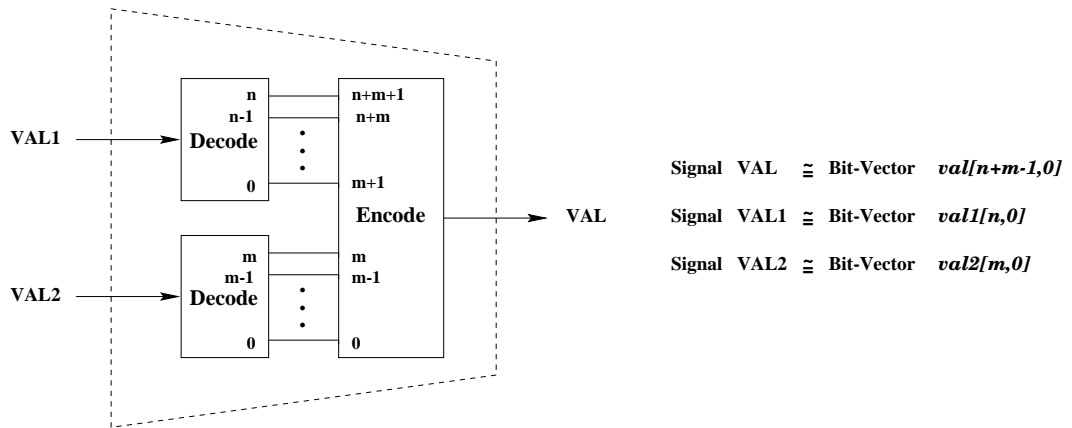 n n+m+1
n-1 n+m
VAL1 Decode
Signal VAL ≅ Bit-Vector val[n+m-1,0]
0 m+1
Encode VAL
Signal VAL1 ≅ Bit-Vector val1[n,0]
m m
Signal VAL2 ≅ Bit-Vector val2[m,0]
m-1 m-1
VAL2 Decode
0 0